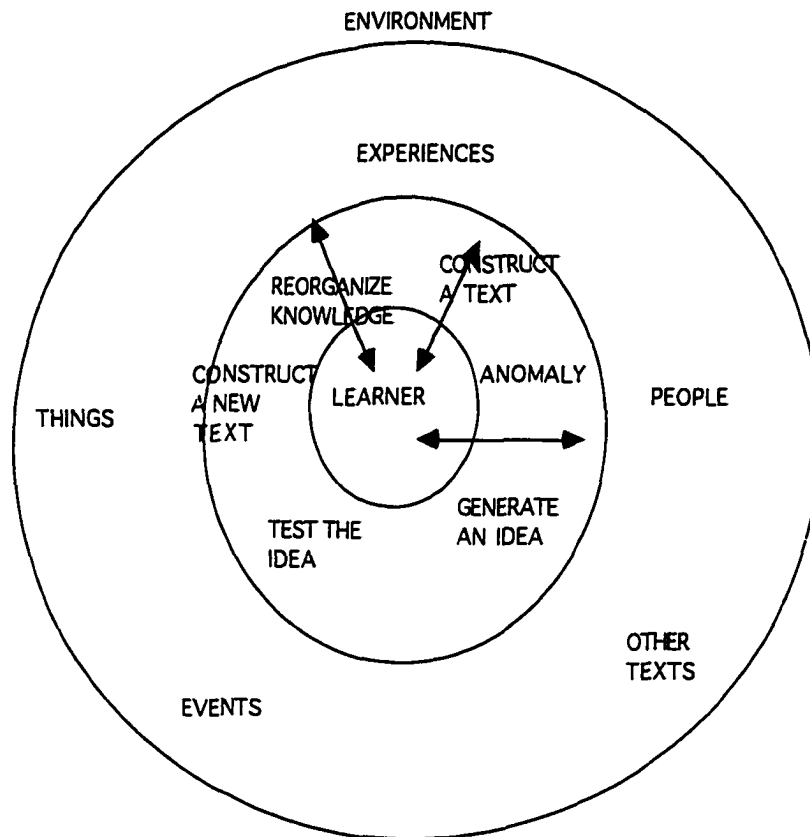 ENVIRONMENT
EXPERIENCES
REORGANIZE
KNOWLEDGE
CONSTRUCT
A TEXT
CONSTRUCT
A NEW
TEXT
LEARNER
ANOMALY
THINGS
PEOPLE
TEST THE
IDEA
GENERATE
AN IDEA
OTHER
TEXTS
EVENTS